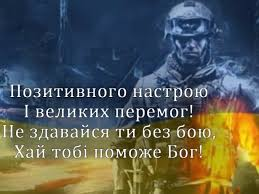 Позитивного настрою
І великих перемог!
Не здавайся ти без бою,
Хай тобі поможе Бог!